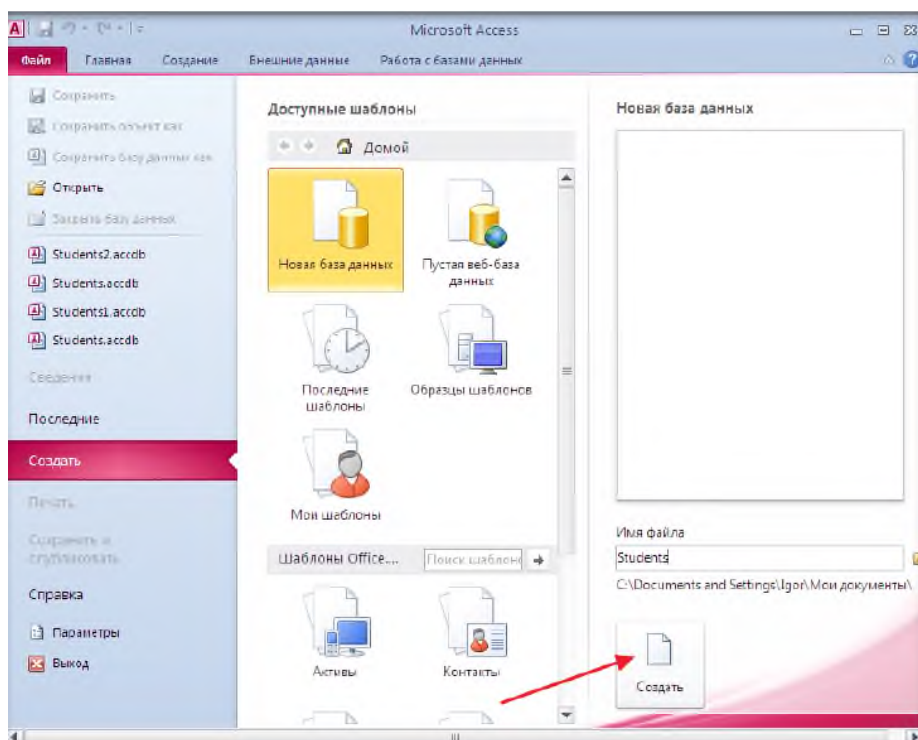 Microsoft Access
Файл Главная Создание Внешние данные Работа с базами данных
Сохранить
Сохранить объект как
Сохранить базу данных как
Открыть
Закрыть базу данных
Students2.accdb
Students.accdb
Students1.accdb
Students.accdb
Сведения
Последние
Создать
Печать
Сохранить и
опубликовать
Справка
Параметры
Выход
Доступные шаблоны
Домой
Новая база данных
Пустая веб-база
данных
Последние
шаблоны
Образцы шаблонов
Мои шаблоны
Шаблоны Office....
Поиск шаблон
Активы
Контакты
Новая база данных
Имя файла
Students
C:\Documents and Settings\Igor\Мои документы\
Создать